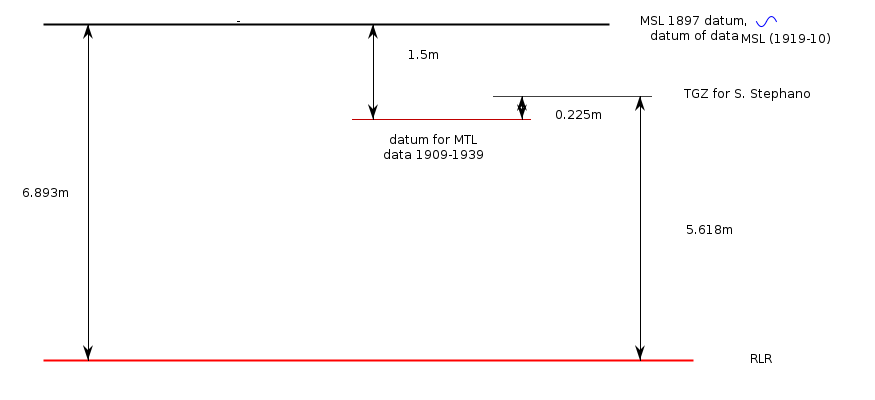 MSL 1897 datum,
datum of data MSL (1919-10)
1.5m
TGZ for S. Stephano
0.225m
datum for MTL
data 1909-1939
6.893m
5.618m
RLR